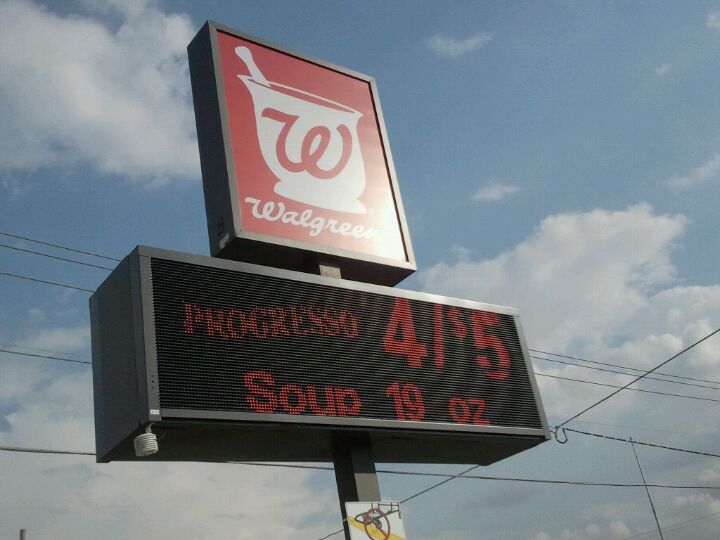 W
Walgreens
PROGRESSO 4/$5
Soup 19 oz